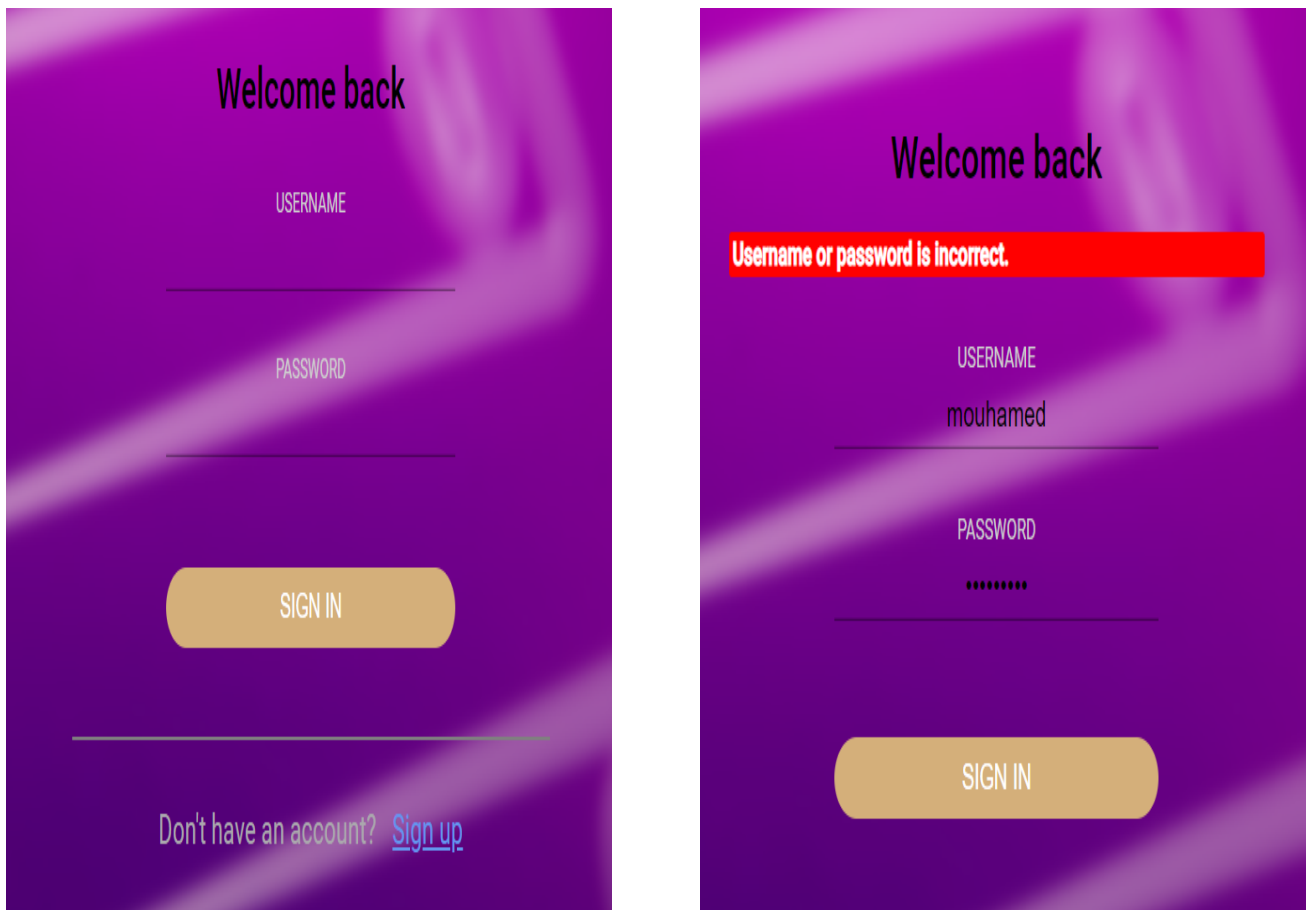 Welcome back
USERNAME
PASSWORD
SIGN IN
Don't have an account? Sign up
Welcome back
Username or password is incorrect.
USERNAME
mouhamed
PASSWORD
•••••••••
SIGN IN